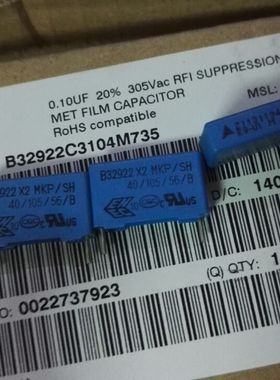 0.10UF 20% 305Vac RFI SUPPRESSION
MET FILM CAPACITOR
RoHS compatible
MSL:
B32922C3104M735
922 X2 MKP/SH
40/105/56/B
B32922 X2 MKP/SH
40/105/56/B
D/C: 140
(Q) QTY: 1
O: 0022737923